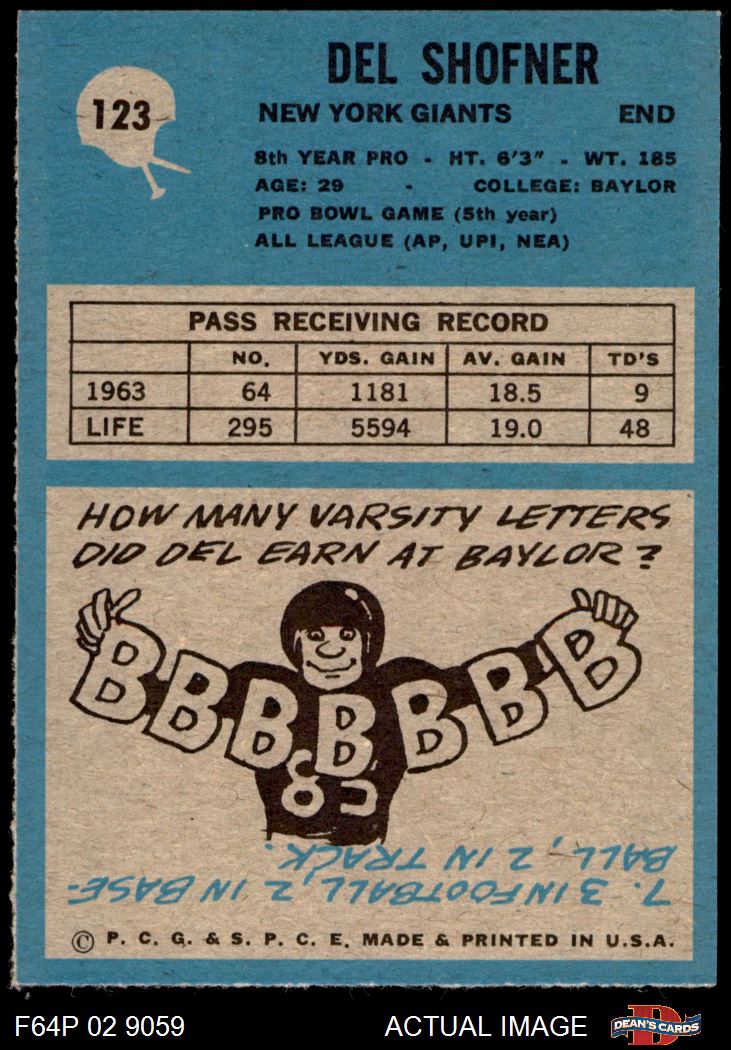 DEL SHOFNER
123
NEW YORK GIANTS END
8th YEAR PRO - HT. 6'3" - WT. 185
AGE: 29 - COLLEGE: BAYLOR
PRO BOWL GAME (5th year)
ALL LEAGUE (AP, UPI, NEA)
PASS RECEIVING RECORD
NO. YDS. GAIN AV. GAIN TD'S
1963 64 1181 18.5 9
LIFE 295 5594 19.0 48
HOW MANY VARSITY LETTERS
DID DEL EARN AT BAYLOR?
BBBBBBB
85
7. 3 IN FOOTBALL, 2 IN BASE-
BALL, 2 IN TRACK.
© P. C. G. & S. P. C. E. MADE & PRINTED IN U.S.A.
F64P 02 9059 ACTUAL IMAGE
D
DEAN'S CARDS